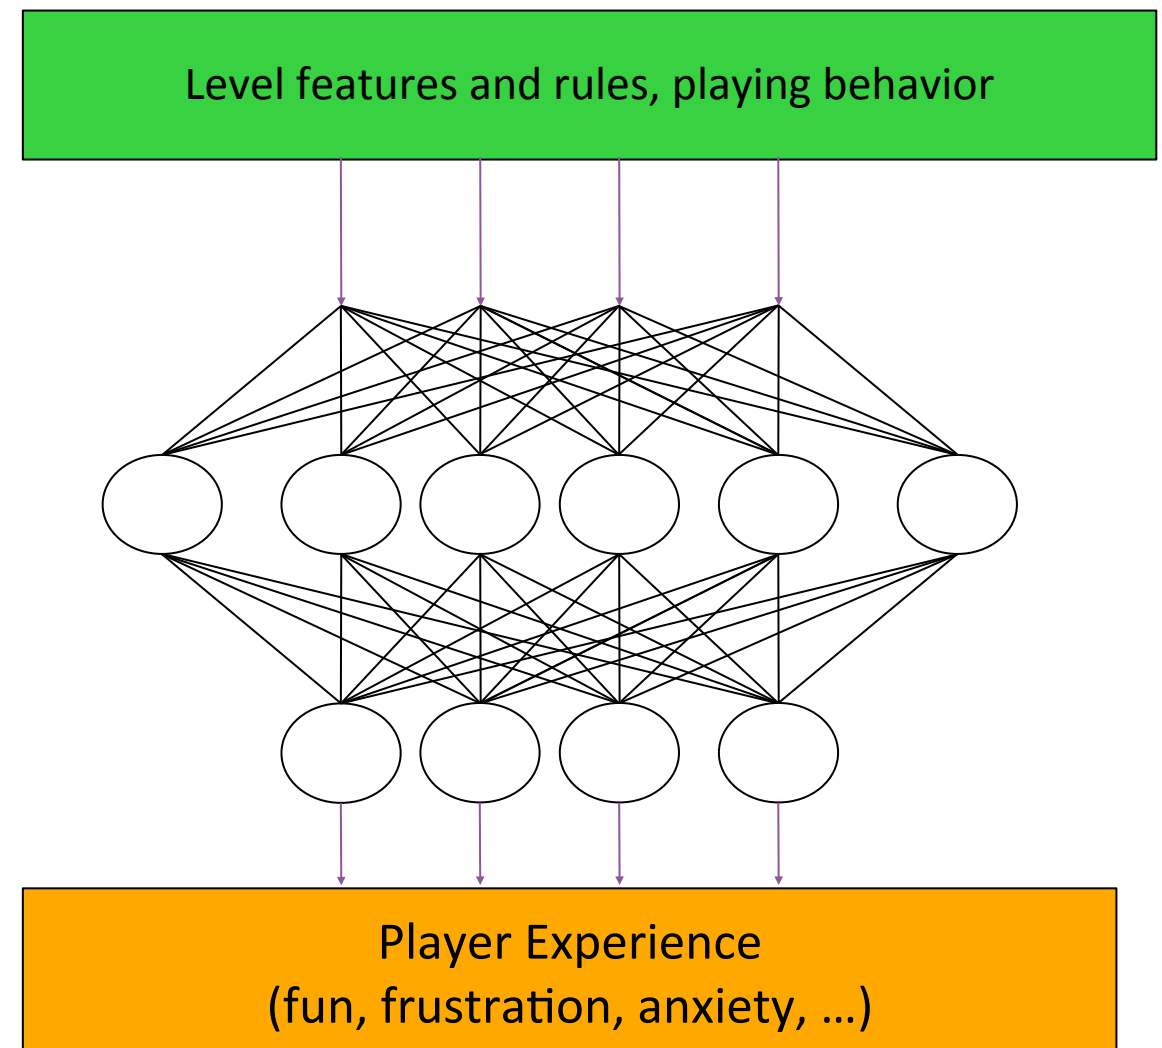 Level features and rules, playing behavior
Player Experience
(fun, frustration, anxiety, …)